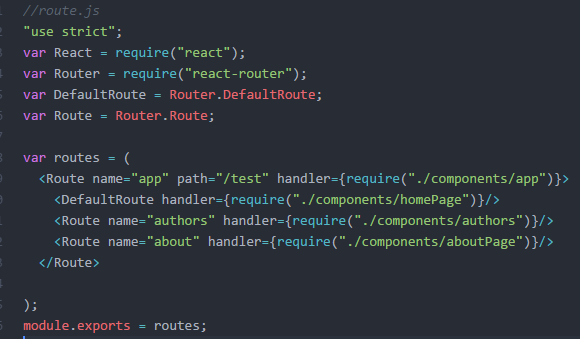 //route.js
"use strict";
var React = require("react");
var Router = require("react-router");
var DefaultRoute = Router.DefaultRoute;
var Route = Router.Route;
var routes = (
<Route name="app" path="/test" handler={require("./components/app")}>
<DefaultRoute handler={require("./components/homePage")}/>
<Route name="authors" handler={require("./components/authors")}/>
<Route name="about" handler={require("./components/aboutPage")}/>
</Route>
);
module.exports = routes;